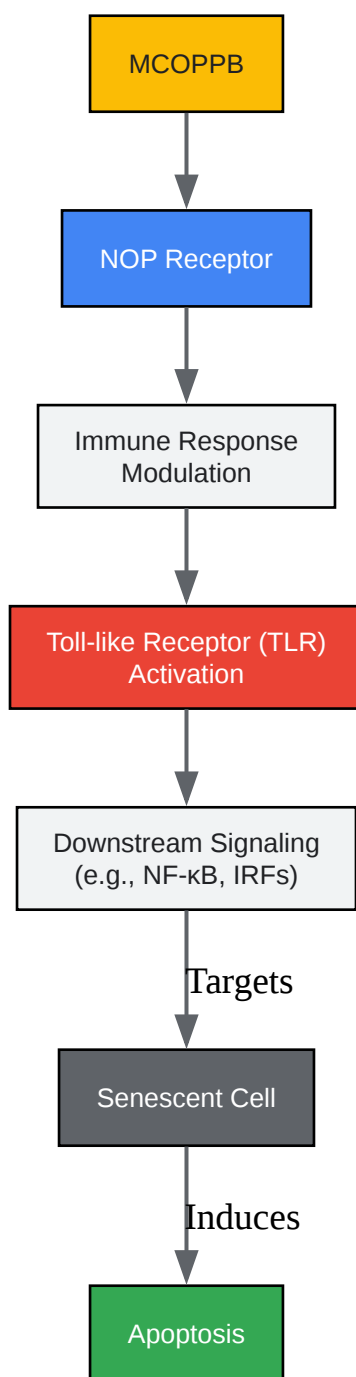 MCOPPB
NOP Receptor
Immune Response
Modulation
Toll-like Receptor (TLR)
Activation
Downstream Signaling
(e.g., NF-κB, IRFs)
Targets
Senescent Cell
Induces
Apoptosis